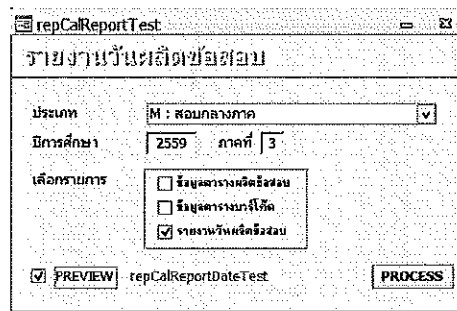 repCalReportTest
รายงานวันผลิตข้อสอบ
ประเภท M : สอบกลางภาค
ปีการศึกษา 2559 ภาคที่ 3
เลือกรายการ
ข้อมูลตารางผลิตข้อสอบ
ข้อมูลตารางบาร์โค๊ด
รายงานวันผลิตข้อสอบ
PREVIEW repCalReportDateTest PROCESS